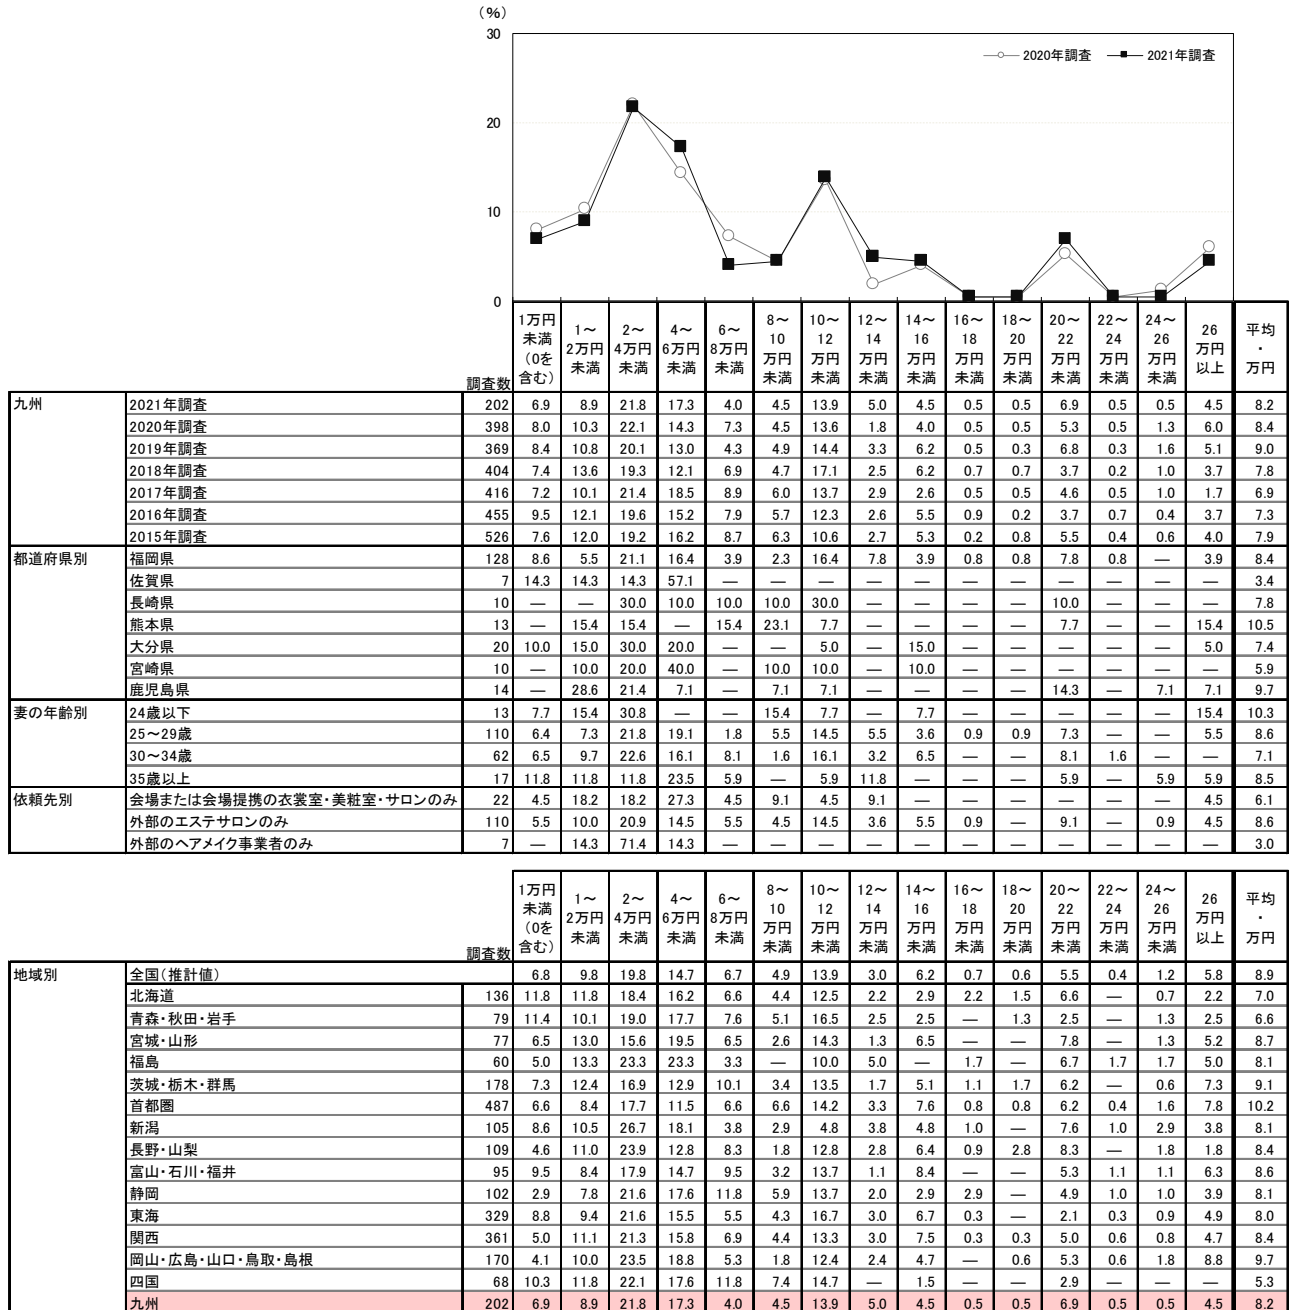 (%)
30
20
10
0
2020年調査 2021年調査
調査数 1万円未満(0を含む) 1～2万円未満 2～4万円未満 4～6万円未満 6～8万円未満 8～10万円未満 10～12万円未満 12～14万円未満 14～16万円未満 16～18万円未満 18～20万円未満 20～22万円未満 22～24万円未満 24～26万円未満 26万円以上 平均・万円
九州 2021年調査 202 6.9 8.9 21.8 17.3 4.0 4.5 13.9 5.0 4.5 0.5 0.5 6.9 0.5 0.5 4.5 8.2
2020年調査 398 8.0 10.3 22.1 14.3 7.3 4.5 13.6 1.8 4.0 0.5 0.5 5.3 0.5 1.3 6.0 8.4
2019年調査 369 8.4 10.8 20.1 13.0 4.3 4.9 14.4 3.3 6.2 0.5 0.3 6.8 0.3 1.6 5.1 9.0
2018年調査 404 7.4 13.6 19.3 12.1 6.9 4.7 17.1 2.5 6.2 0.7 0.7 3.7 0.2 1.0 3.7 7.8
2017年調査 416 7.2 10.1 21.4 18.5 8.9 6.0 13.7 2.9 2.6 0.5 0.5 4.6 0.5 1.0 1.7 6.9
2016年調査 455 9.5 12.1 19.6 15.2 7.9 5.7 12.3 2.6 5.5 0.9 0.2 3.7 0.7 0.4 3.7 7.3
2015年調査 526 7.6 12.0 19.2 16.2 8.7 6.3 10.6 2.7 5.3 0.2 0.8 5.5 0.4 0.6 4.0 7.9
都道府県別 福岡県 128 8.6 5.5 21.1 16.4 3.9 2.3 16.4 7.8 3.9 0.8 0.8 7.8 0.8 — 3.9 8.4
佐賀県 7 14.3 14.3 14.3 57.1 — — — — — — — — — — — 3.4
長崎県 10 — — 30.0 10.0 10.0 10.0 30.0 — — — — 10.0 — — — 7.8
熊本県 13 — 15.4 15.4 — 15.4 23.1 7.7 — — — — 7.7 — — 15.4 10.5
大分県 20 10.0 15.0 30.0 20.0 — — 5.0 — 15.0 — — — — — 5.0 7.4
宮崎県 10 — 10.0 20.0 40.0 — 10.0 10.0 — 10.0 — — — — — — 5.9
鹿児島県 14 — 28.6 21.4 7.1 — 7.1 7.1 — — — — 14.3 — 7.1 7.1 9.7
妻の年齢別 24歳以下 13 7.7 15.4 30.8 — — 15.4 7.7 — 7.7 — — — — — 15.4 10.3
25～29歳 110 6.4 7.3 21.8 19.1 1.8 5.5 14.5 5.5 3.6 0.9 0.9 7.3 — — 5.5 8.6
30～34歳 62 6.5 9.7 22.6 16.1 8.1 1.6 16.1 3.2 6.5 — — 8.1 1.6 — — 7.1
35歳以上 17 11.8 11.8 11.8 23.5 5.9 — 5.9 11.8 — — — 5.9 — 5.9 5.9 8.5
依頼先別 会場または会場提携の衣裳室・美粧室・サロンのみ 22 4.5 18.2 18.2 27.3 4.5 9.1 4.5 9.1 — — — — — — 4.5 6.1
外部のエステサロンのみ 110 5.5 10.0 20.9 14.5 5.5 4.5 14.5 3.6 5.5 0.9 — 9.1 — 0.9 4.5 8.6
外部のヘアメイク事業者のみ 7 — 14.3 71.4 14.3 — — — — — — — — — — — 3.0
調査数 1万円未満(0を含む) 1～2万円未満 2～4万円未満 4～6万円未満 6～8万円未満 8～10万円未満 10～12万円未満 12～14万円未満 14～16万円未満 16～18万円未満 18～20万円未満 20～22万円未満 22～24万円未満 24～26万円未満 26万円以上 平均・万円
地域別 全国(推計値) 6.8 9.8 19.8 14.7 6.7 4.9 13.9 3.0 6.2 0.7 0.6 5.5 0.4 1.2 5.8 8.9
北海道 136 11.8 11.8 18.4 16.2 6.6 4.4 12.5 2.2 2.9 2.2 1.5 6.6 — 0.7 2.2 7.0
青森・秋田・岩手 79 11.4 10.1 19.0 17.7 7.6 5.1 16.5 2.5 2.5 — 1.3 2.5 — 1.3 2.5 6.6
宮城・山形 77 6.5 13.0 15.6 19.5 6.5 2.6 14.3 1.3 6.5 — — 7.8 — 1.3 5.2 8.7
福島 60 5.0 13.3 23.3 23.3 3.3 — 10.0 5.0 — 1.7 — 6.7 1.7 1.7 5.0 8.1
茨城・栃木・群馬 178 7.3 12.4 16.9 12.9 10.1 3.4 13.5 1.7 5.1 1.1 1.7 6.2 — 0.6 7.3 9.1
首都圏 487 6.6 8.4 17.7 11.5 6.6 6.6 14.2 3.3 7.6 0.8 0.8 6.2 0.4 1.6 7.8 10.2
新潟 105 8.6 10.5 26.7 18.1 3.8 2.9 4.8 3.8 4.8 1.0 — 7.6 1.0 2.9 3.8 8.1
長野・山梨 109 4.6 11.0 23.9 12.8 8.3 1.8 12.8 2.8 6.4 0.9 2.8 8.3 — 1.8 1.8 8.4
富山・石川・福井 95 9.5 8.4 17.9 14.7 9.5 3.2 13.7 1.1 8.4 — — 5.3 1.1 1.1 6.3 8.6
静岡 102 2.9 7.8 21.6 17.6 11.8 5.9 13.7 2.0 2.9 2.9 — 4.9 1.0 1.0 3.9 8.1
東海 329 8.8 9.4 21.6 15.5 5.5 4.3 16.7 3.0 6.7 0.3 — 2.1 0.3 0.9 4.9 8.0
関西 361 5.0 11.1 21.3 15.8 6.9 4.4 13.3 3.0 7.5 0.3 0.3 5.0 0.6 0.8 4.7 8.4
岡山・広島・山口・鳥取・島根 170 4.1 10.0 23.5 18.8 5.3 1.8 12.4 2.4 4.7 — 0.6 5.3 0.6 1.8 8.8 9.7
四国 68 10.3 11.8 22.1 17.6 11.8 7.4 14.7 — 1.5 — — 2.9 — — — 5.3
九州 202 6.9 8.9 21.8 17.3 4.0 4.5 13.9 5.0 4.5 0.5 0.5 6.9 0.5 0.5 4.5 8.2